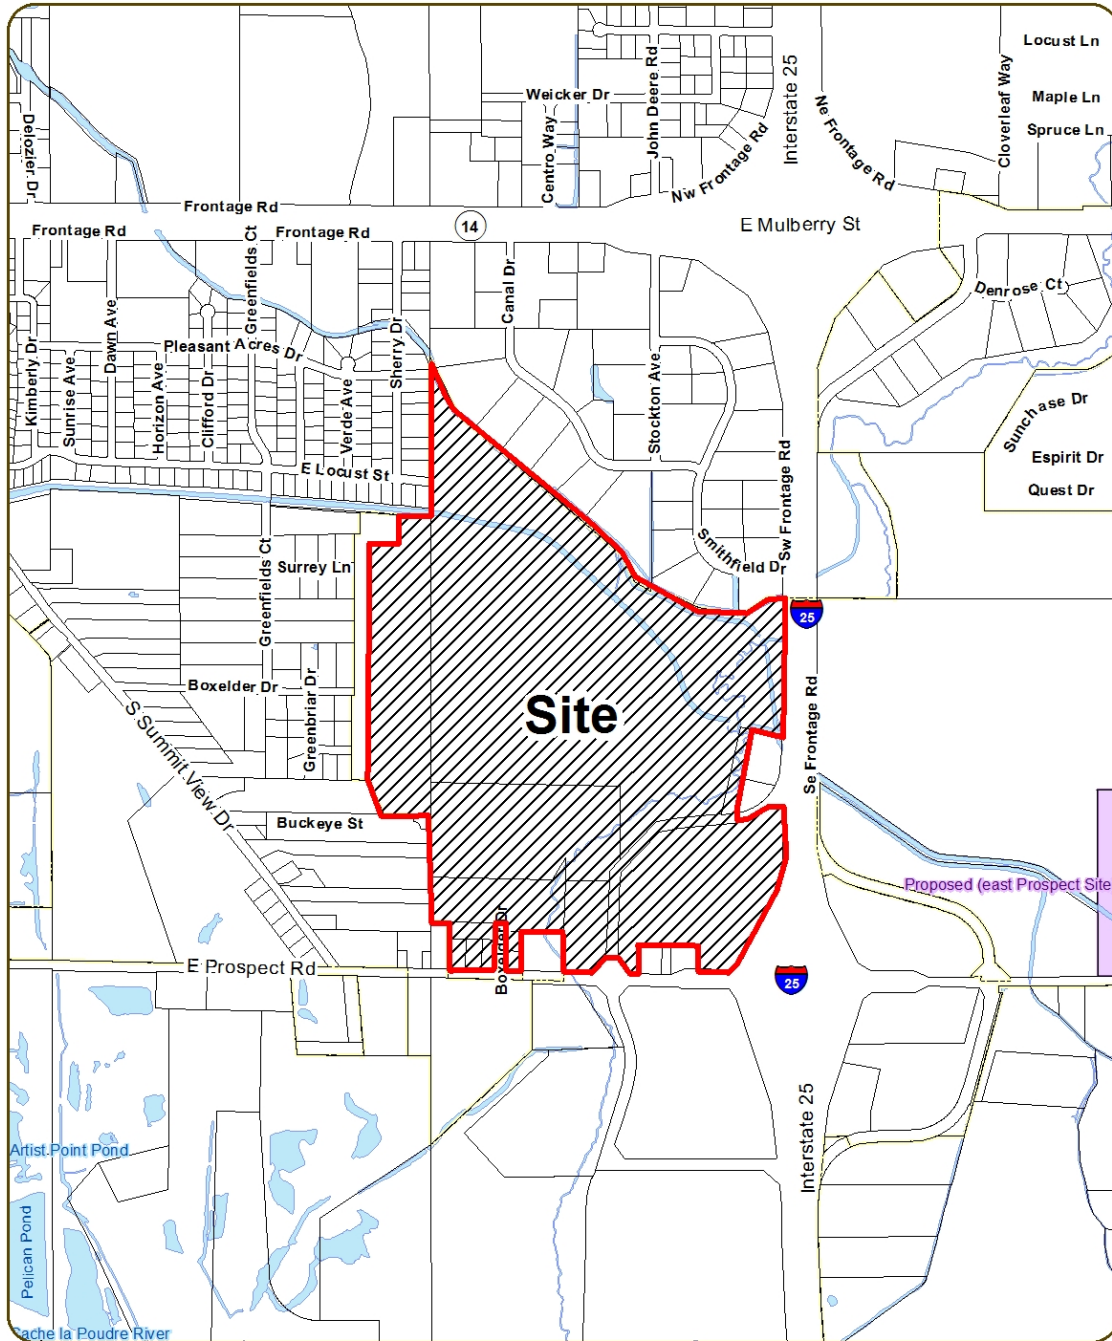 Locust Ln
Maple Ln
Spruce Ln
Cloverleaf Way
Weicker Dr
John Deere Rd
Centro Way
Interstate 25
Ne Frontage Rd
Nw Frontage Rd
Delozier Dr
Frontage Rd
Frontage Rd
Frontage Rd
14
E Mulberry St
Greenfields Ct
Canal Dr
Denrose Ct
Dawn Ave
Pleasant Acres Dr
Sherry Dr
Kimberly Dr
Sunrise Ave
Horizon Ave
Clifford Dr
Verde Ave
Stockton Ave
Sunchase Dr
Espirit Dr
Quest Dr
E Locust St
Sw Frontage Rd
Smithfield Dr
Greenfields Ct
Surrey Ln
25
Boxelder Dr
Greenbriar Dr
Site
Se Frontage Rd
S Summit View Dr
Buckeye St
Proposed (east Prospect Site
Boxelder Dr
E Prospect Rd
25
Interstate 25
Artist Point Pond
Pelican Pond
Cache la Poudre River